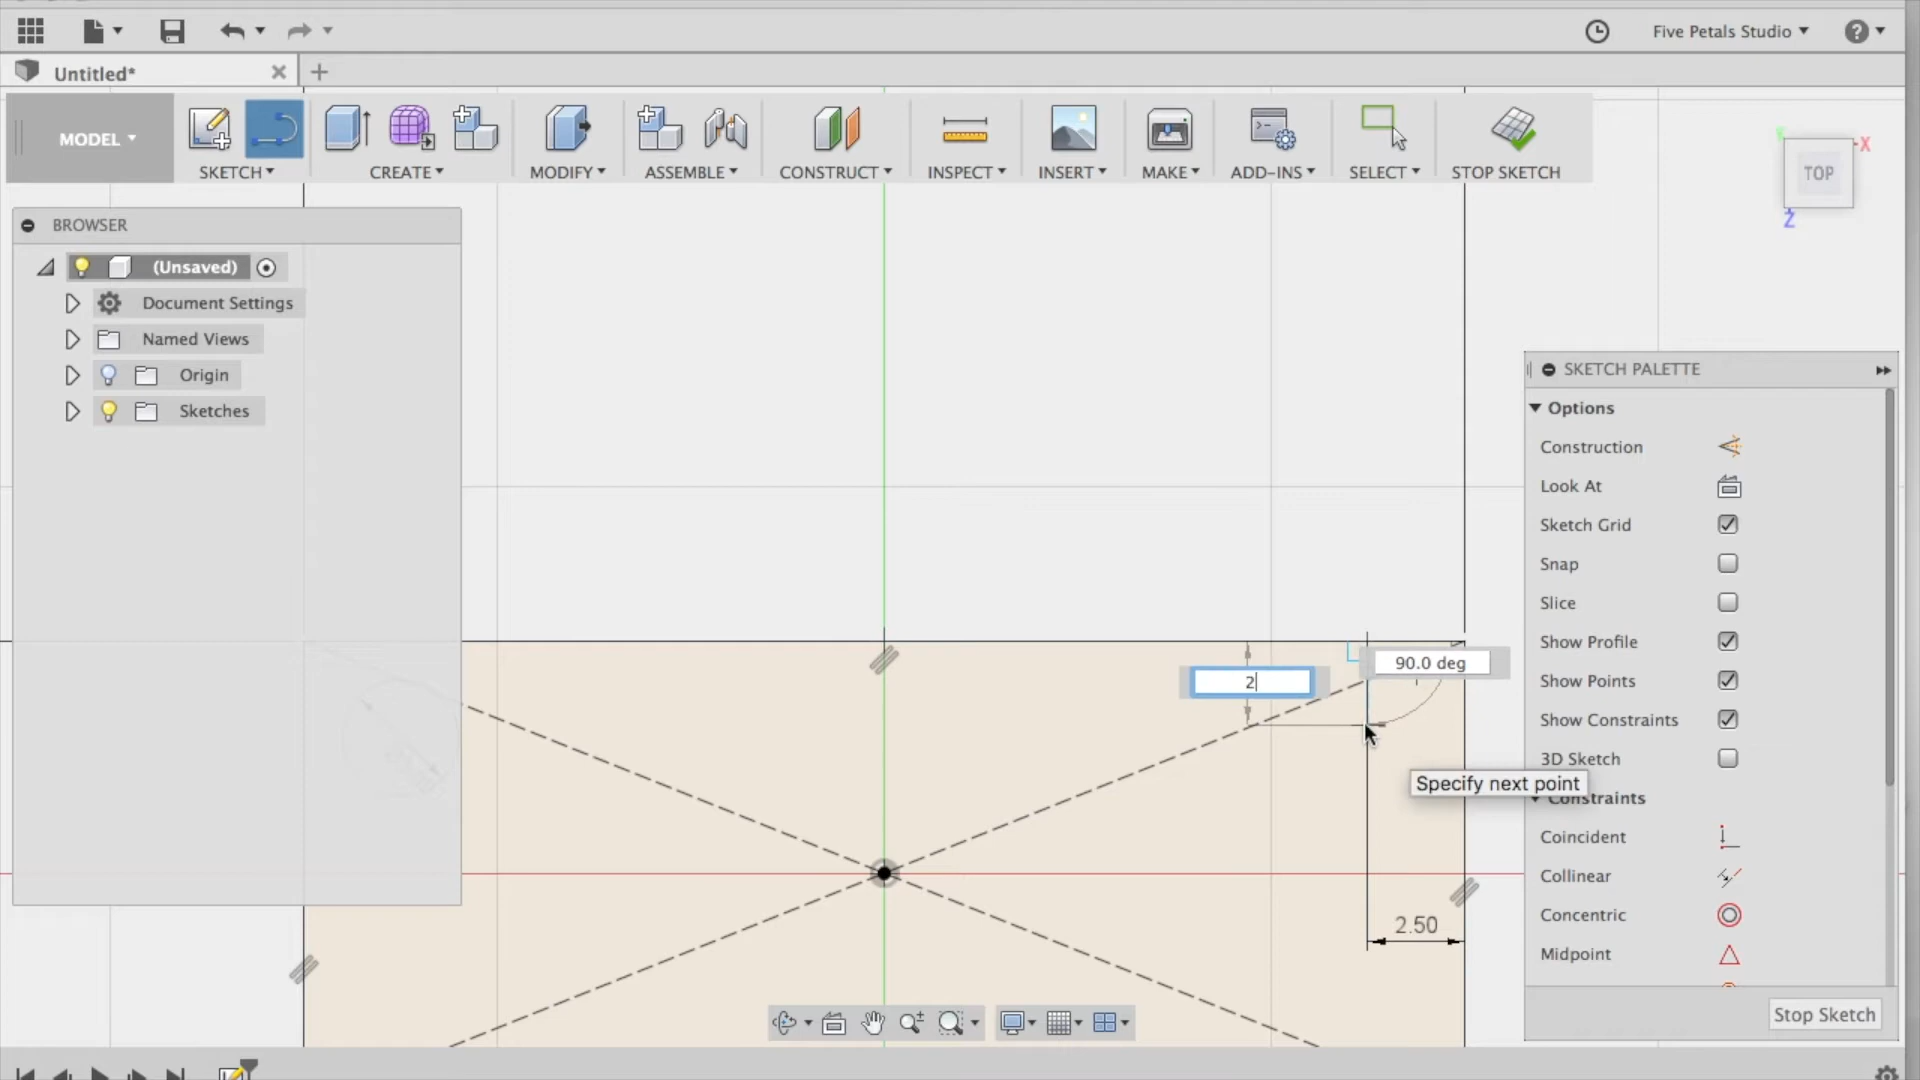 Five Petals Studio
Untitled*
MODEL
SKETCH
CREATE
MODIFY
ASSEMBLE
CONSTRUCT
INSPECT
INSERT
MAKE
ADD-INS
SELECT
STOP SKETCH
TOP
X
Z
BROWSER
(Unsaved)
Document Settings
Named Views
Origin
Sketches
SKETCH PALETTE
Options
Construction
Look At
Sketch Grid
Snap
Slice
Show Profile
Show Points
Show Constraints
3D Sketch
Constraints
Coincident
Collinear
Concentric
Midpoint
Stop Sketch
90.0 deg
2
Specify next point
2.50